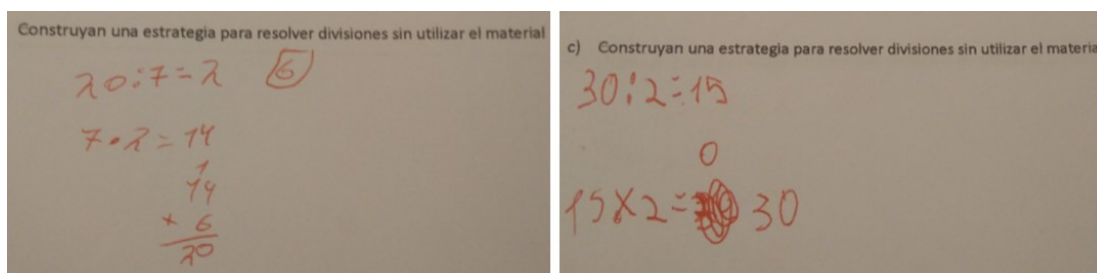 Construyan una estrategia para resolver divisiones sin utilizar el material
20:7=2 6
7•2=14
1
14
+ 6
20
c) Construyan una estrategia para resolver divisiones sin utilizar el materia
30:2=15
0
15x2= 30